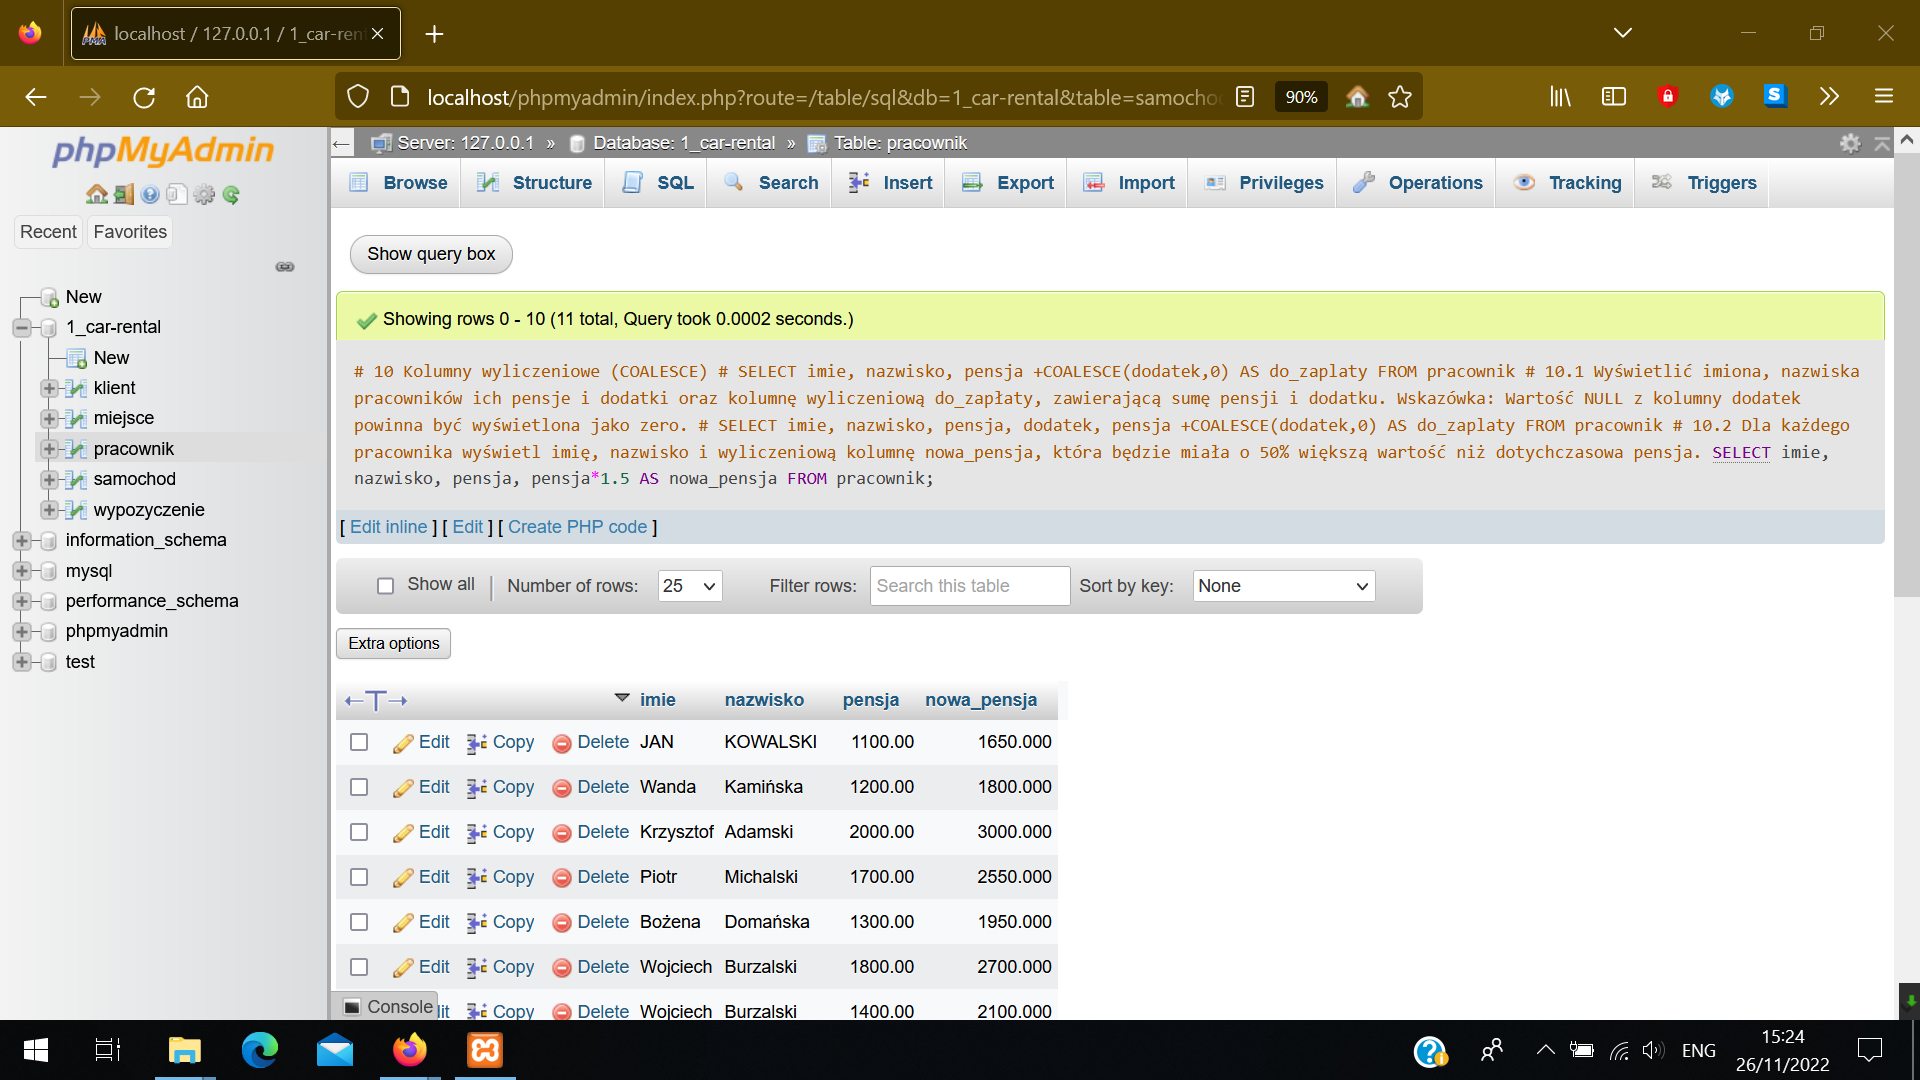 localhost / 127.0.0.1 / 1_car-ren
localhost/phpmyadmin/index.php?route=/table/sql&db=1_car-rental&table=samocho
90%
S
phpMyAdmin
Recent
Favorites
New
1_car-rental
New
klient
miejsce
pracownik
samochod
wypozyczenie
information_schema
mysql
performance_schema
phpmyadmin
test
Server: 127.0.0.1 » Database: 1_car-rental » Table: pracownik
Browse Structure SQL Search Insert Export Import Privileges Operations Tracking Triggers
Show query box
Showing rows 0 - 10 (11 total, Query took 0.0002 seconds.)
# 10 Kolumny wyliczeniowe (COALESCE) # SELECT imie, nazwisko, pensja +COALESCE(dodatek,0) AS do_zaplaty FROM pracownik # 10.1 Wyświetlić imiona, nazwiska
pracowników ich pensje i dodatki oraz kolumnę wyliczeniową do_zapłaty, zawierającą sumę pensji i dodatku. Wskazówka: Wartość NULL z kolumny dodatek
powinna być wyświetlona jako zero. # SELECT imie, nazwisko, pensja, dodatek, pensja +COALESCE(dodatek,0) AS do_zaplaty FROM pracownik # 10.2 Dla każdego
pracownika wyświetl imię, nazwisko i wyliczeniową kolumnę nowa_pensja, która będzie miała o 50% większą wartość niż dotychczasowa pensja. SELECT imie,
nazwisko, pensja, pensja*1.5 AS nowa_pensja FROM pracownik;
[ Edit inline ] [ Edit ] [ Create PHP code ]
Show all | Number of rows: 25 Filter rows: Search this table Sort by key: None
Extra options
imie nazwisko pensja nowa_pensja
Edit Copy Delete JAN KOWALSKI 1100.00 1650.000
Edit Copy Delete Wanda Kamińska 1200.00 1800.000
Edit Copy Delete Krzysztof Adamski 2000.00 3000.000
Edit Copy Delete Piotr Michalski 1700.00 2550.000
Edit Copy Delete Bożena Domańska 1300.00 1950.000
Edit Copy Delete Wojciech Burzalski 1800.00 2700.000
Console
Copy Delete Wojciech Burzalski 1400.00 2100.000
ENG
15:24
26/11/2022